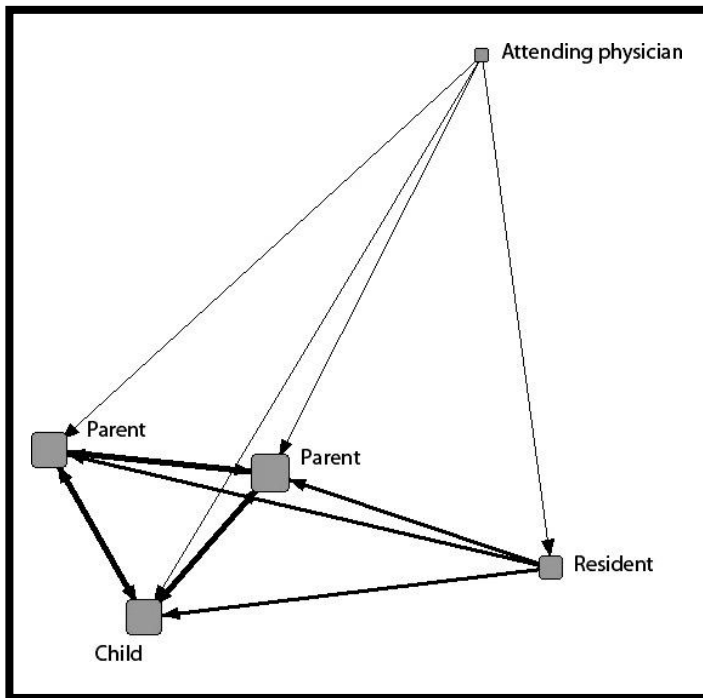 Attending physician
Parent
Parent
Resident
Child